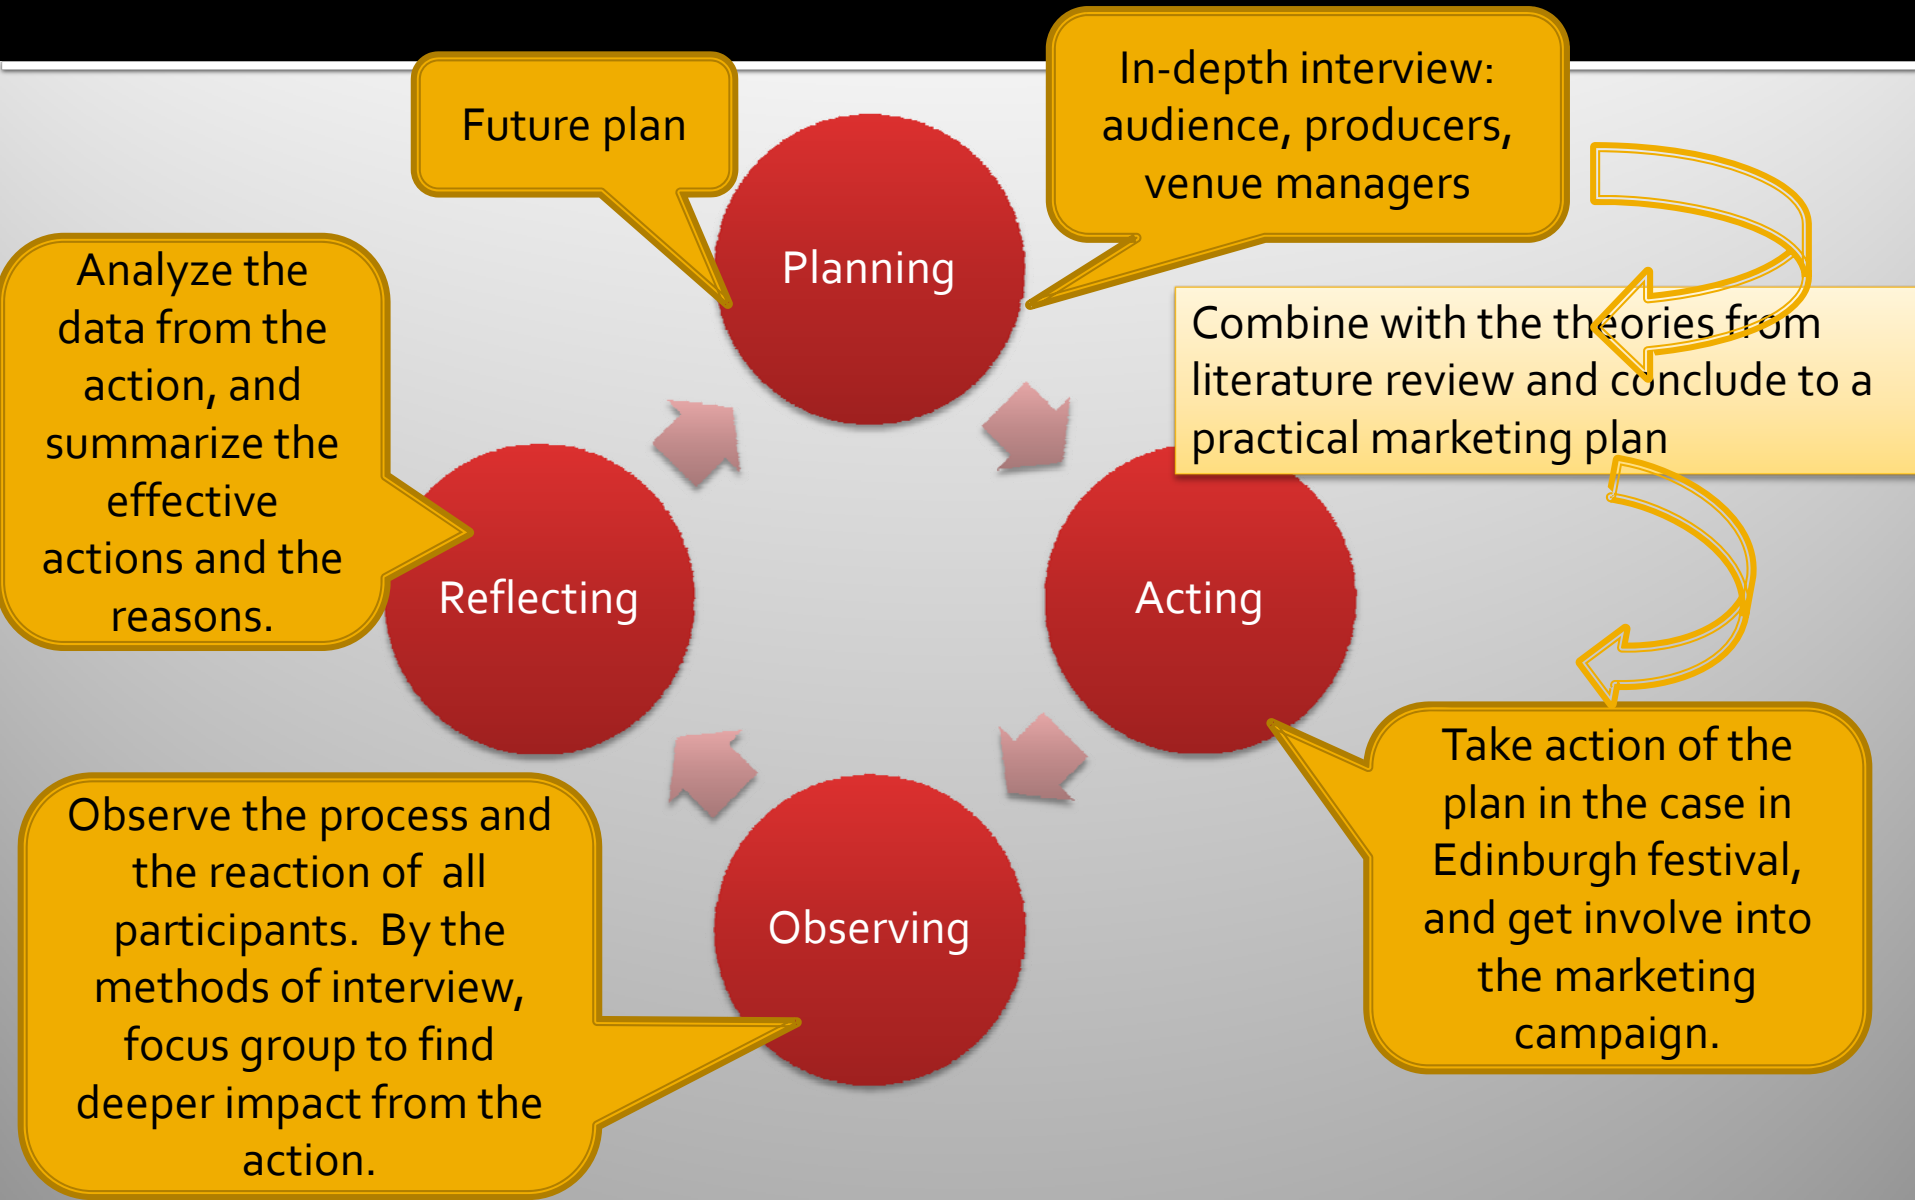 Future plan
In-depth interview:
audience, producers,
venue managers
Planning
Combine with the theories from
literature review and conclude to a
practical marketing plan
Analyze the
data from the
action, and
summarize the
effective
actions and the
reasons.
Reflecting
Acting
Take action of the
plan in the case in
Edinburgh festival,
and get involve into
the marketing
campaign.
Observing
Observe the process and
the reaction of  all
participants.  By the
methods of interview,
focus group to find
deeper impact from the
action.